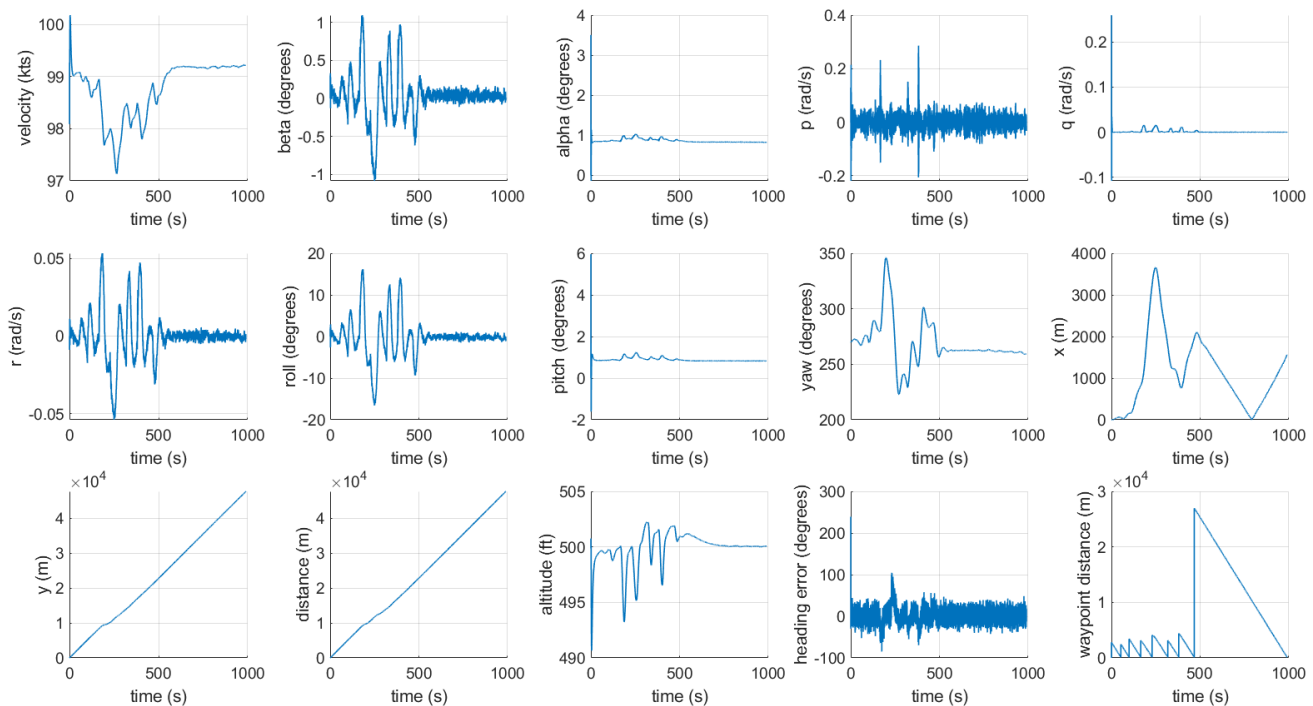 velocity (kts)
100
99
98
97
0 500 1000
time (s)
beta (degrees)
1
0.5
0
-0.5
-1
0 500 1000
time (s)
alpha (degrees)
4
3
2
1
0
0 500 1000
time (s)
p (rad/s)
0.4
0.2
0
-0.2
0 500 1000
time (s)
q (rad/s)
0.2
0.1
0
-0.1
0 500 1000
time (s)
r (rad/s)
0.05
0
-0.05
0 500 1000
time (s)
roll (degrees)
20
10
0
-10
-20
0 500 1000
time (s)
pitch (degrees)
6
4
2
0
-2
0 500 1000
time (s)
yaw (degrees)
350
300
250
200
0 500 1000
time (s)
x (m)
4000
3000
2000
1000
0
0 500 1000
time (s)
y (m)
×10⁴
4
3
2
1
0
0 500 1000
time (s)
distance (m)
×10⁴
4
3
2
1
0
0 500 1000
time (s)
altitude (ft)
505
500
495
490
0 500 1000
time (s)
heading error (degrees)
300
200
100
0
-100
0 500 1000
time (s)
waypoint distance (m)
×10⁴
3
2
1
0
0 500 1000
time (s)